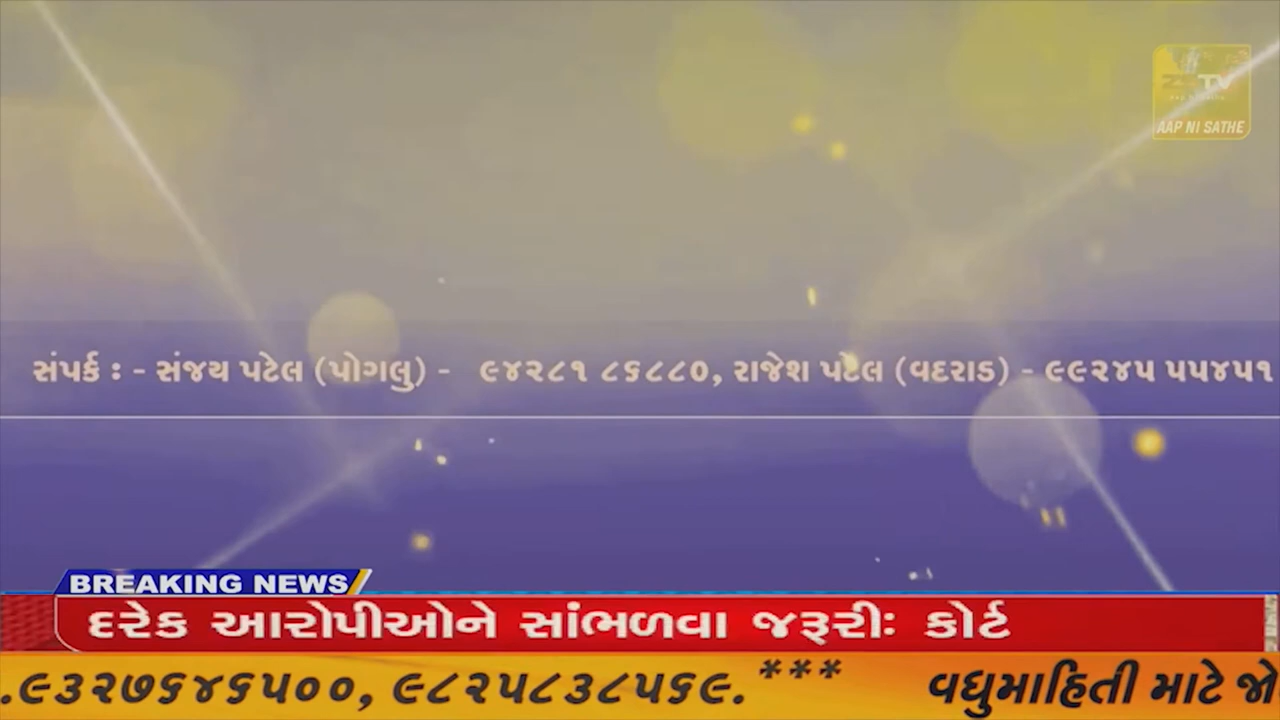 AAP NI SATHE
સંપર્ક : - સંજય પટેલ (પોગલુ) - ૯૪૨૮૧ ૮૬૮૮૦, રાજેશ પટેલ (વદરાડ) - ૯૯૨૪૫ ૫૫૪૫૧
BREAKING NEWS
દરેક આરોપીઓને સાંભળવા જરૂરીઃ કોર્ટ
.૯૩૨૭૬૪૬૫૦૦, ૯૮૨૫૮૩૮૫૬૯.*** વધુમાહિતી માટે જો